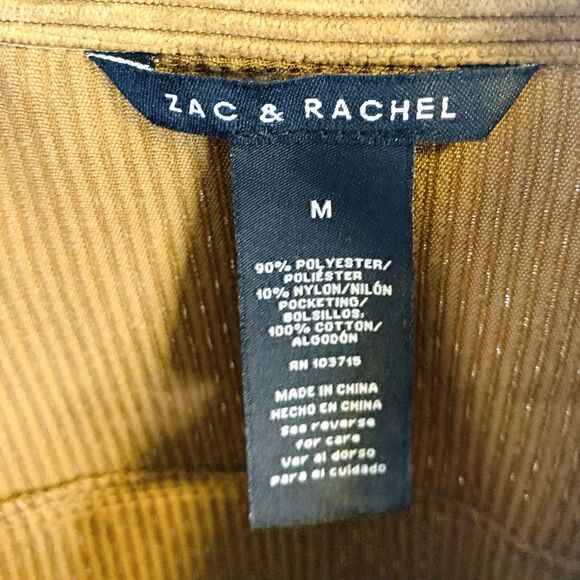 ZAC & RACHEL
M
90% POLYESTER/
POLIÉSTER
10% NYLON/NILÓN
POCKETING/
BOLSILLOS:
100% COTTON/
ALGODÓN
RN 103715
MADE IN CHINA
HECHO EN CHINA
See reverse
for care
Ver al dorso
para el cuidado